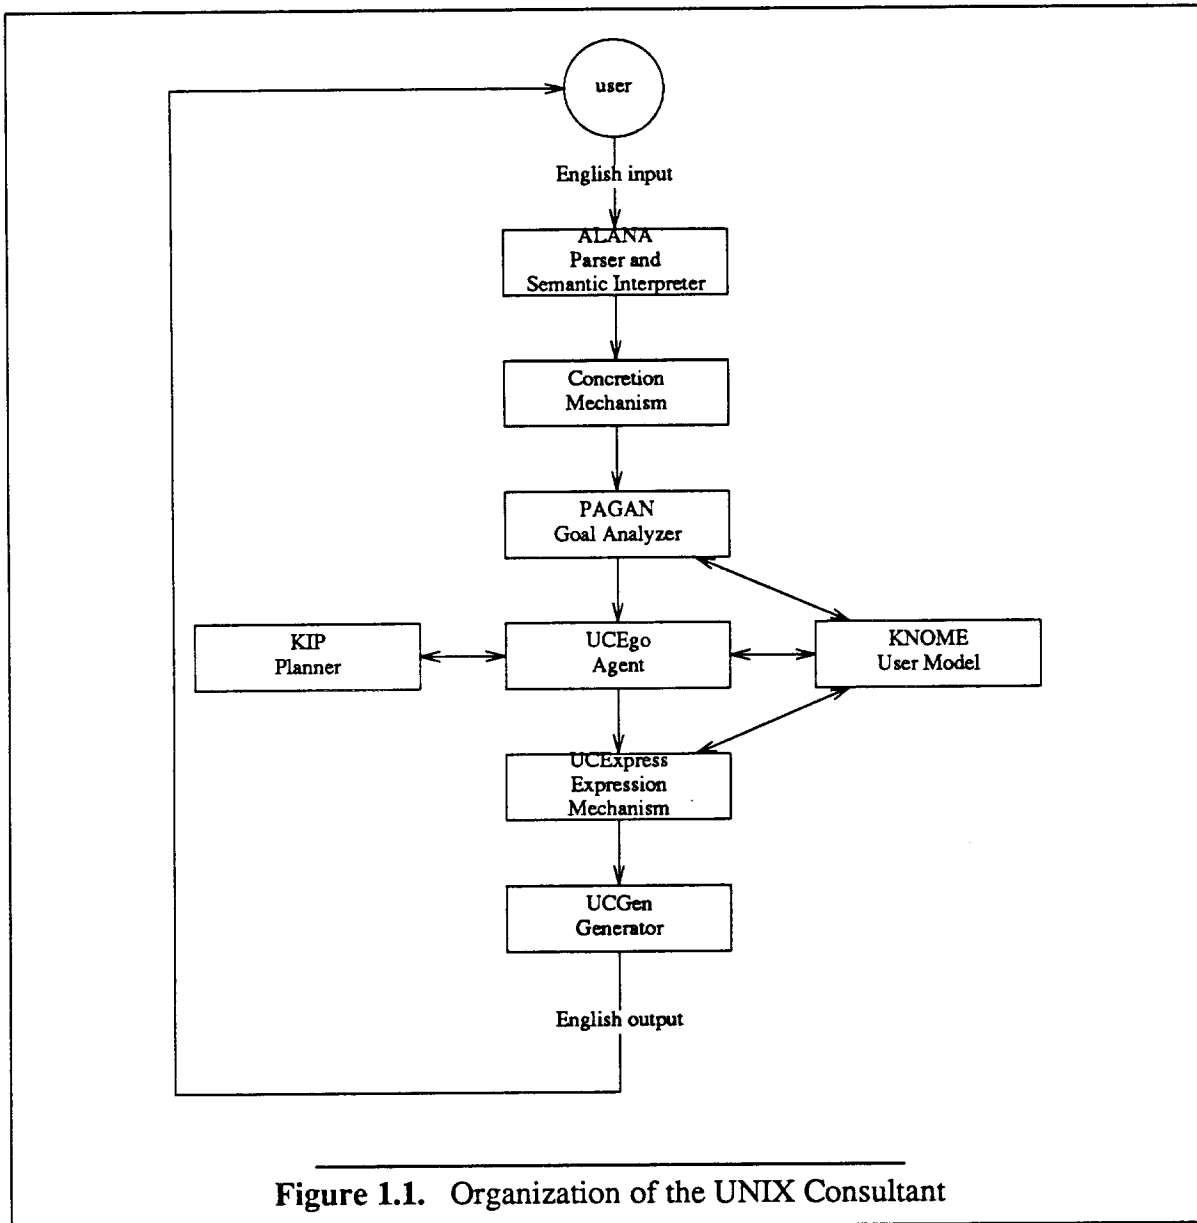 user
English input
ALANA
Parser and
Semantic Interpreter
Concretion
Mechanism
PAGAN
Goal Analyzer
KIP
Planner
UCEgo
Agent
KNOME
User Model
UCExpress
Expression
Mechanism
UCGen
Generator
English output
Figure 1.1. Organization of the UNIX Consultant